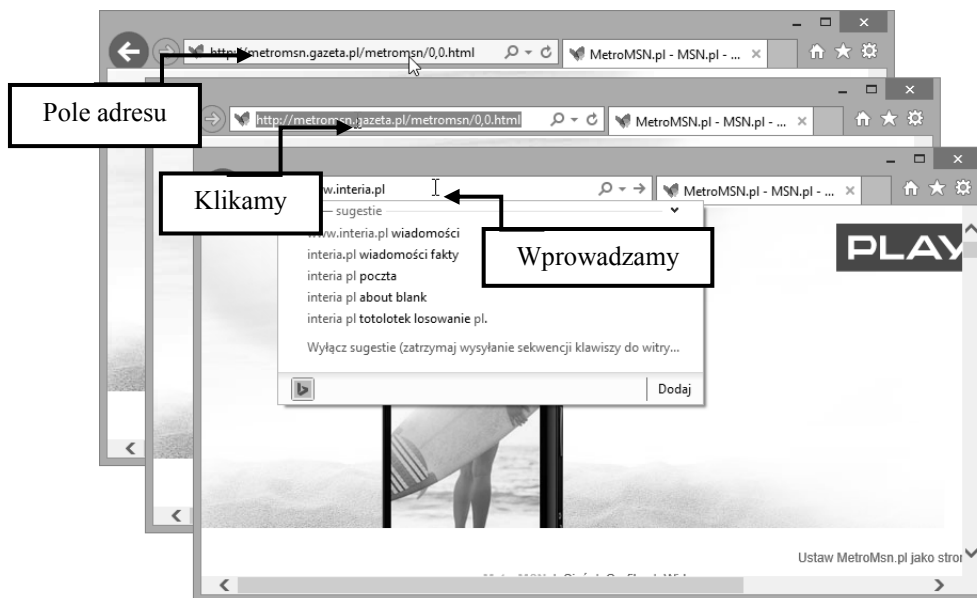 http://metromsn.gazeta.pl/metromsn/0,0.html
MetroMSN.pl - MSN.pl - ...
Pole adresu
http://metromsn.gazeta.pl/metromsn/0,0.html
MetroMSN.pl - MSN.pl - ...
Klikamy
w.interia.pl
MetroMSN.pl - MSN.pl - ...
sugestie
www.interia.pl wiadomości
interia.pl wiadomości fakty
interia pl poczta
interia pl about blank
interia pl totolotek losowanie pl.
Wyłącz sugestie (zatrzymaj wysyłanie sekwencji klawiszy do witry...
Dodaj
Wprowadzamy
PLAY
Ustaw MetroMsn.pl jako stron